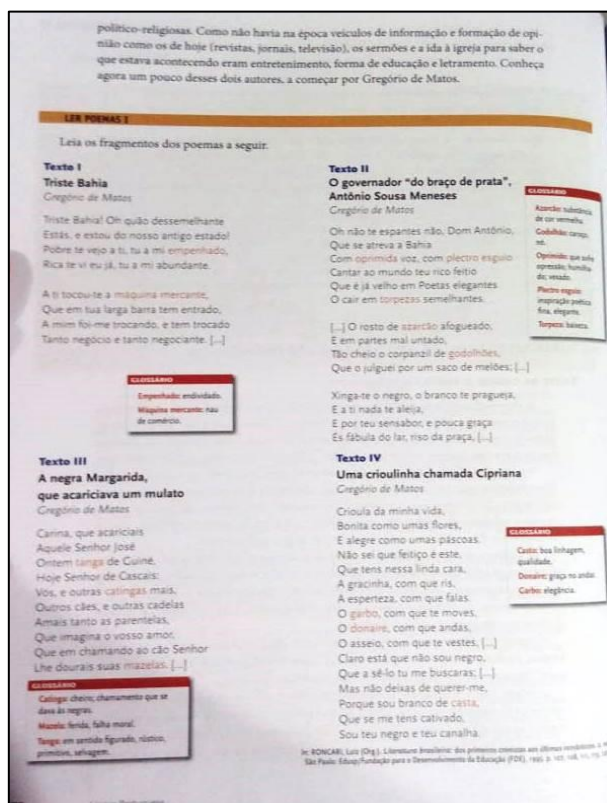 político-religiosas. Como não havia na época veículos de informação e formação de opi-
nião como os de hoje (revistas, jornais, televisão), os sermões e a ida à igreja para saber o
que estava acontecendo eram entretenimento, forma de educação e letramento. Conheça
agora um pouco desses dois autores, a começar por Gregório de Matos.
LER POEMAS I
Leia os fragmentos dos poemas a seguir.
Texto I
Triste Bahia
Gregório de Matos
Triste Bahia! Oh quão dessemelhante
Estás, e estou do nosso antigo estado!
Pobre te vejo a ti, tu a mi empenhado,
Rica te vi eu já, tu a mi abundante.
A ti tocou-te a máquina mercante,
Que em tua larga barra tem entrado,
A mim foi-me trocando, e tem trocado
Tanto negócio e tanto negociante. [...]
GLOSSÁRIO
Empenhado: endividado.
Máquina mercante: nau
de comércio.
Texto II
O governador "do braço de prata",
Antônio Sousa Meneses
Gregório de Matos
Oh não te espantes não, Dom Antônio,
Que se atreva a Bahia
Com oprimida voz, com plectro esguio
Cantar ao mundo teu rico feitio
Que é já velho em Poetas elegantes
O cair em torpezas semelhantes.
[...] O rosto de azarcão afogueado,
E em partes mal untado,
Tão cheio o corpanzil de godolhões,
Que o julguei por um saco de melões; [...]
Xinga-te o negro, o branco te pragueja,
E a ti nada te aleija,
E por teu sensabor, e pouca graça
És fábula do lar, riso da praça, [...]
GLOSSÁRIO
Azarcão: substância
de cor vermelha.
Godolhão: caroço,
nó.
Oprimido: que sofre
opressão; humilha-
do; vexado.
Plectro esguio:
inspiração poética
fina, elegante.
Torpeza: baixeza.
Texto III
A negra Margarida,
que acariciava um mulato
Gregório de Matos
Carina, que acariciais
Aquele Senhor José
Ontem tanga de Guiné,
Hoje Senhor de Cascais:
Vós, e outras catingas mais,
Outros cães, e outras cadelas
Amais tanto as parentelas,
Que imagina o vosso amor,
Que em chamando ao cão Senhor
Lhe dourais suas mazelas. [...]
GLOSSÁRIO
Catinga: cheiro; chamamento que se
dava às negras.
Mazela: ferida, falha moral.
Tanga: em sentido figurado, rústico,
primitivo, selvagem.
Texto IV
Uma crioulinha chamada Cipriana
Gregório de Matos
Crioula da minha vida,
Bonita como umas flores,
E alegre como umas páscoas.
Não sei que feitiço é este,
Que tens nessa linda cara,
A gracinha, com que ris,
A esperteza, com que falas.
O garbo, com que te moves,
O donaire, com que andas,
O asseio, com que te vestes, [...]
Claro está que não sou negro,
Que a sê-lo tu me buscaras; [...]
Mas não deixas de querer-me,
Porque sou branco de casta,
Que se me tens cativado,
Sou teu negro e teu canalha.
GLOSSÁRIO
Casta: boa linhagem,
qualidade.
Donaire: graça no andar.
Garbo: elegância.
In: RONCARI, Luiz (Org.). Literatura brasileira: dos primeiros cronistas aos últimos românticos.
São Paulo: Edusp/Fundação para o Desenvolvimento da Educação (FDE), 1995. p.